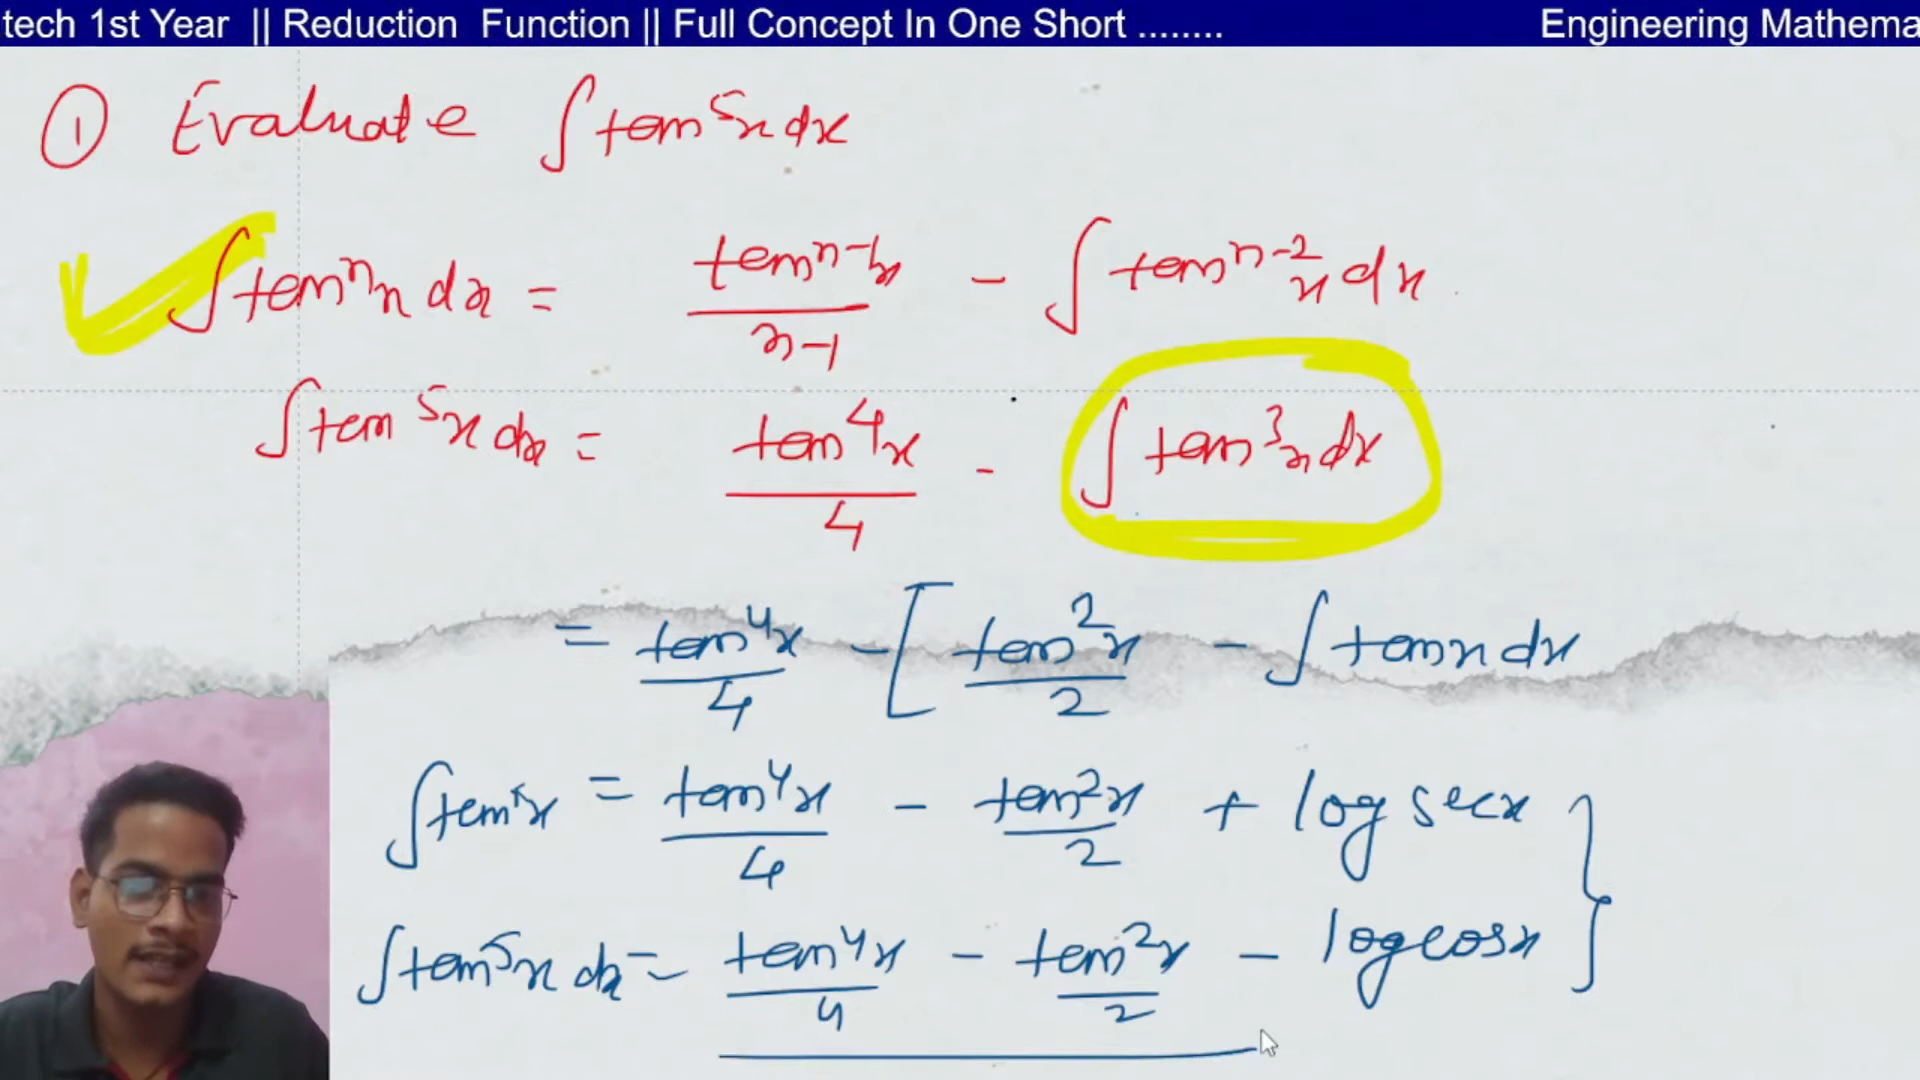 tech 1st Year || Reduction Function || Full Concept In One Short ........ Engineering Mathema
① Evaluate ∫tan⁵x dx
∫tanⁿx dx = tanⁿ⁻¹x / n-1 - ∫tanⁿ⁻²x dx
∫tan⁵x dx = tan⁴x / 4 - ∫tan³x dx
= tan⁴x / 4 - [ tan²x / 2 - ∫tanx dx
∫tan⁵x = tan⁴x / 4 - tan²x / 2 + log secx
∫tan⁵x dx = tan⁴x / 4 - tan²x / 2 - log cosx